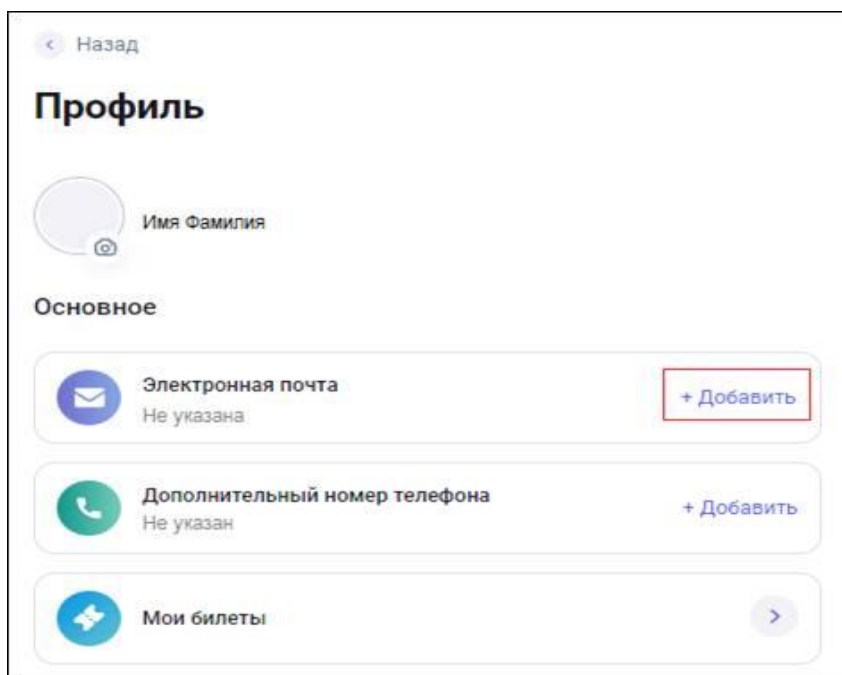 Назад
Профиль
Имя Фамилия
Основное
Электронная почта
Не указана
+ Добавить
Дополнительный номер телефона
Не указан
+ Добавить
Мои билеты